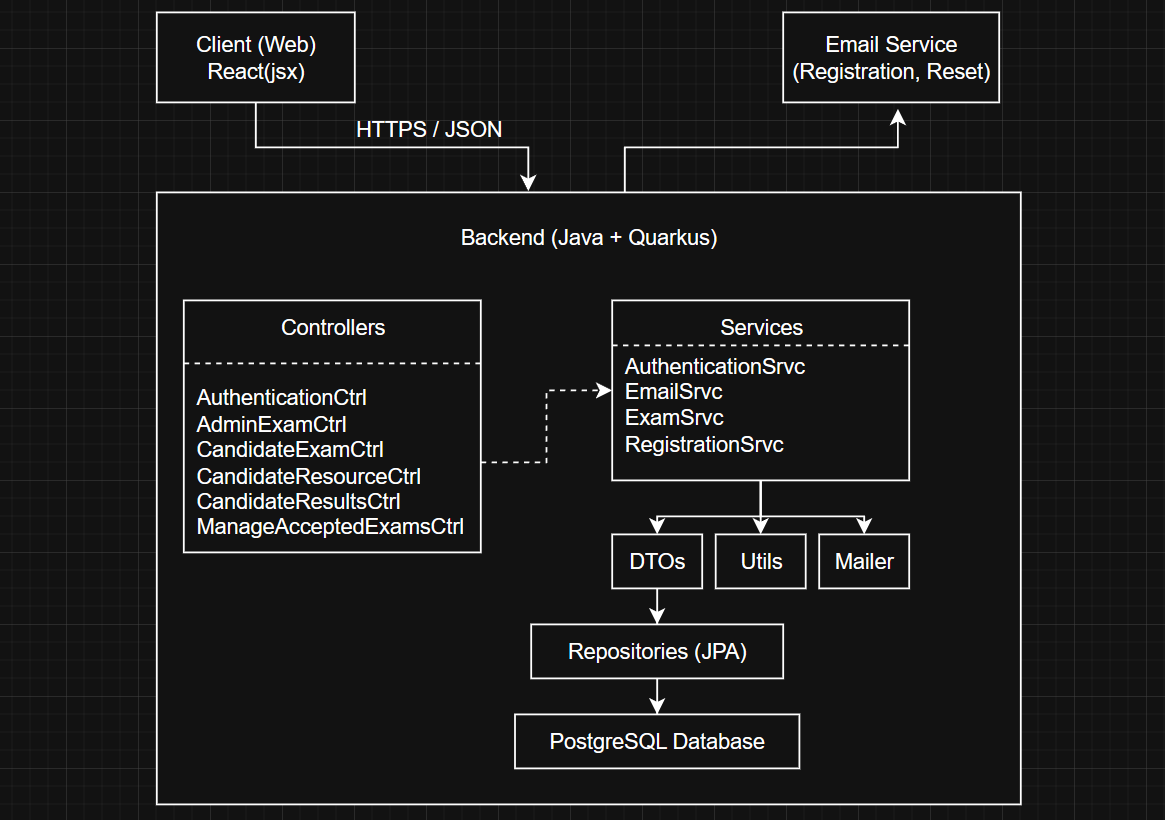 Client (Web)
React(jsx)
Email Service
(Registration, Reset)
HTTPS / JSON
Backend (Java + Quarkus)
Controllers
AuthenticationCtrl
AdminExamCtrl
CandidateExamCtrl
CandidateResourceCtrl
CandidateResultsCtrl
ManageAcceptedExamsCtrl
Services
AuthenticationSrvc
EmailSrvc
ExamSrvc
RegistrationSrvc
DTOs
Utils
Mailer
Repositories (JPA)
PostgreSQL Database